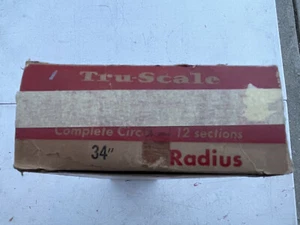 Tru-Scale
Complete Circ 12 sections
34" Radius